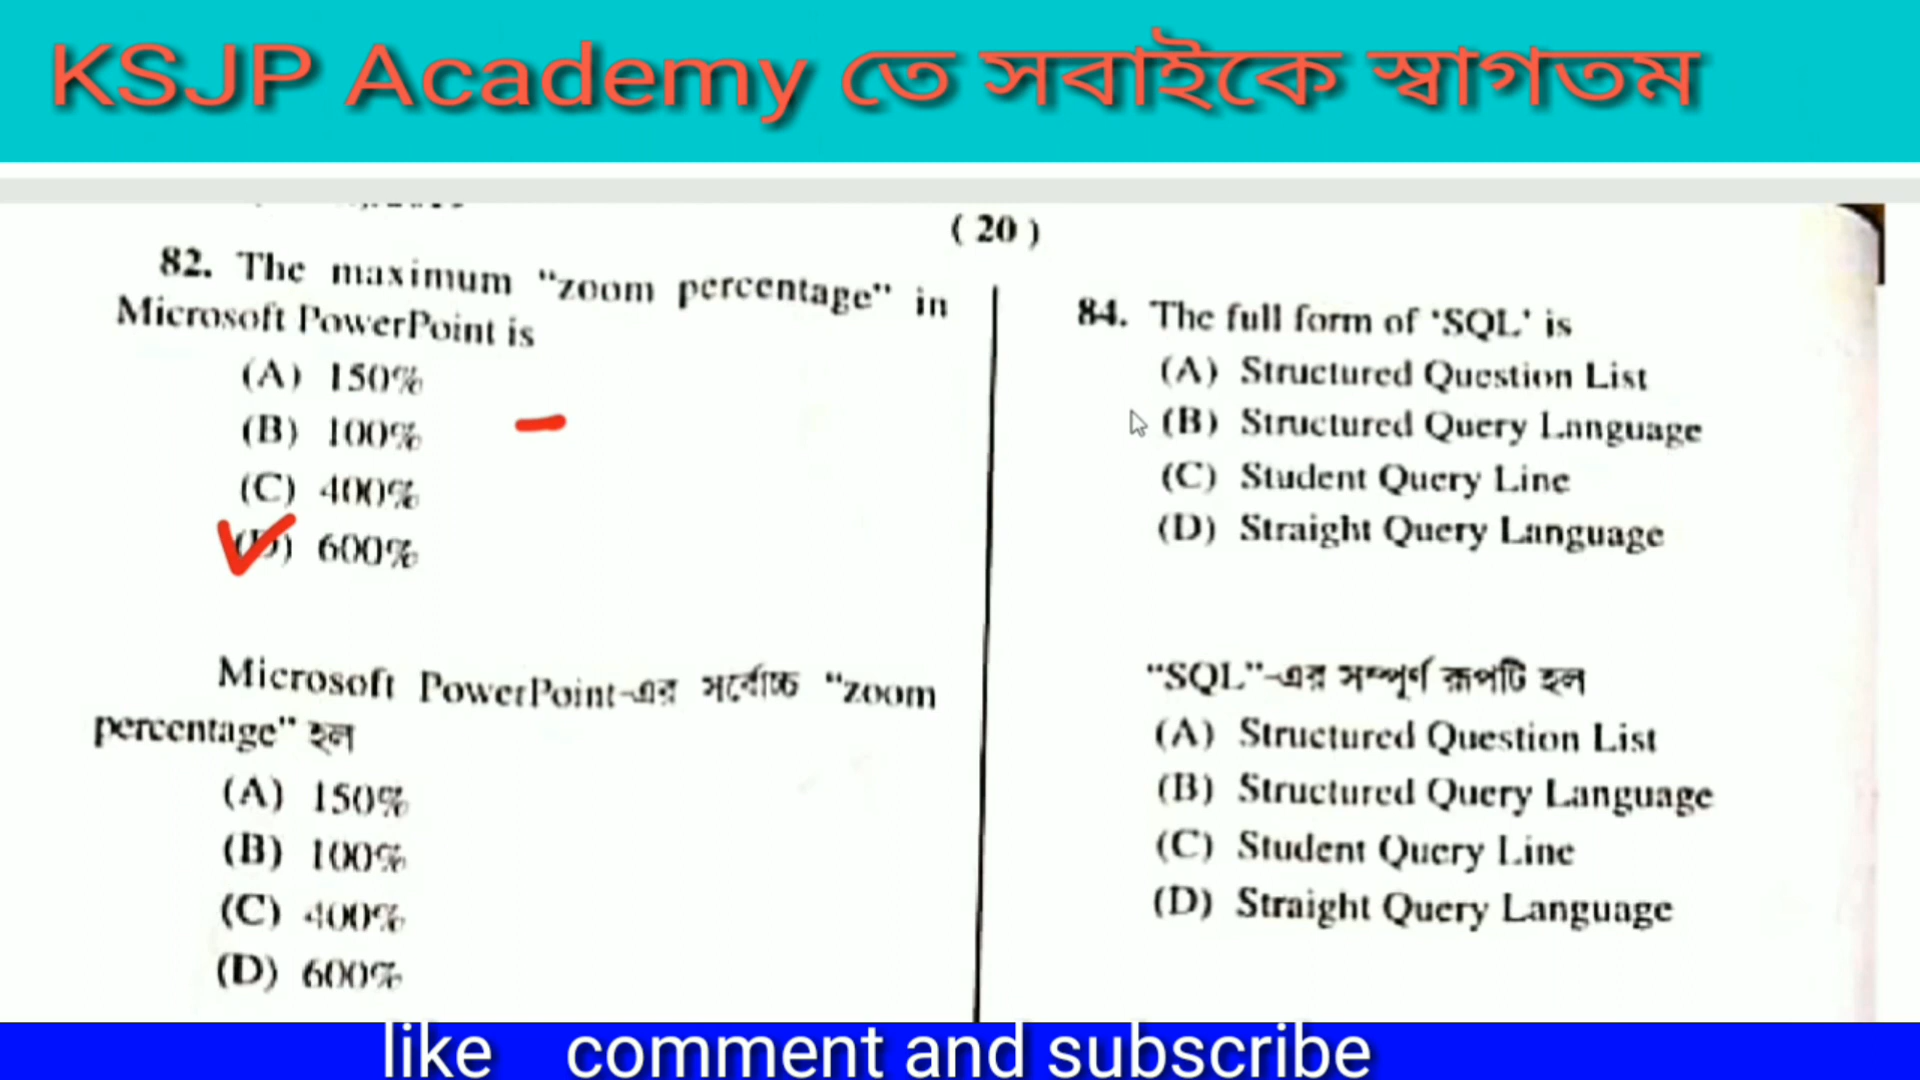 KSJP Academy তে সবাইকে স্বাগতম
( 20 )
82. The maximum "zoom percentage" in
Microsoft PowerPoint is
(A) 150%
(B) 100%
(C) 400%
(D) 600%
Microsoft PowerPoint-এর সর্বোচ্চ "zoom
percentage" হল
(A) 150%
(B) 100%
(C) 400%
(D) 600%
84. The full form of 'SQL' is
(A) Structured Question List
(B) Structured Query Language
(C) Student Query Line
(D) Straight Query Language
"SQL"-এর সম্পূর্ণ রূপটি হল
(A) Structured Question List
(B) Structured Query Language
(C) Student Query Line
(D) Straight Query Language
like comment and subscribe